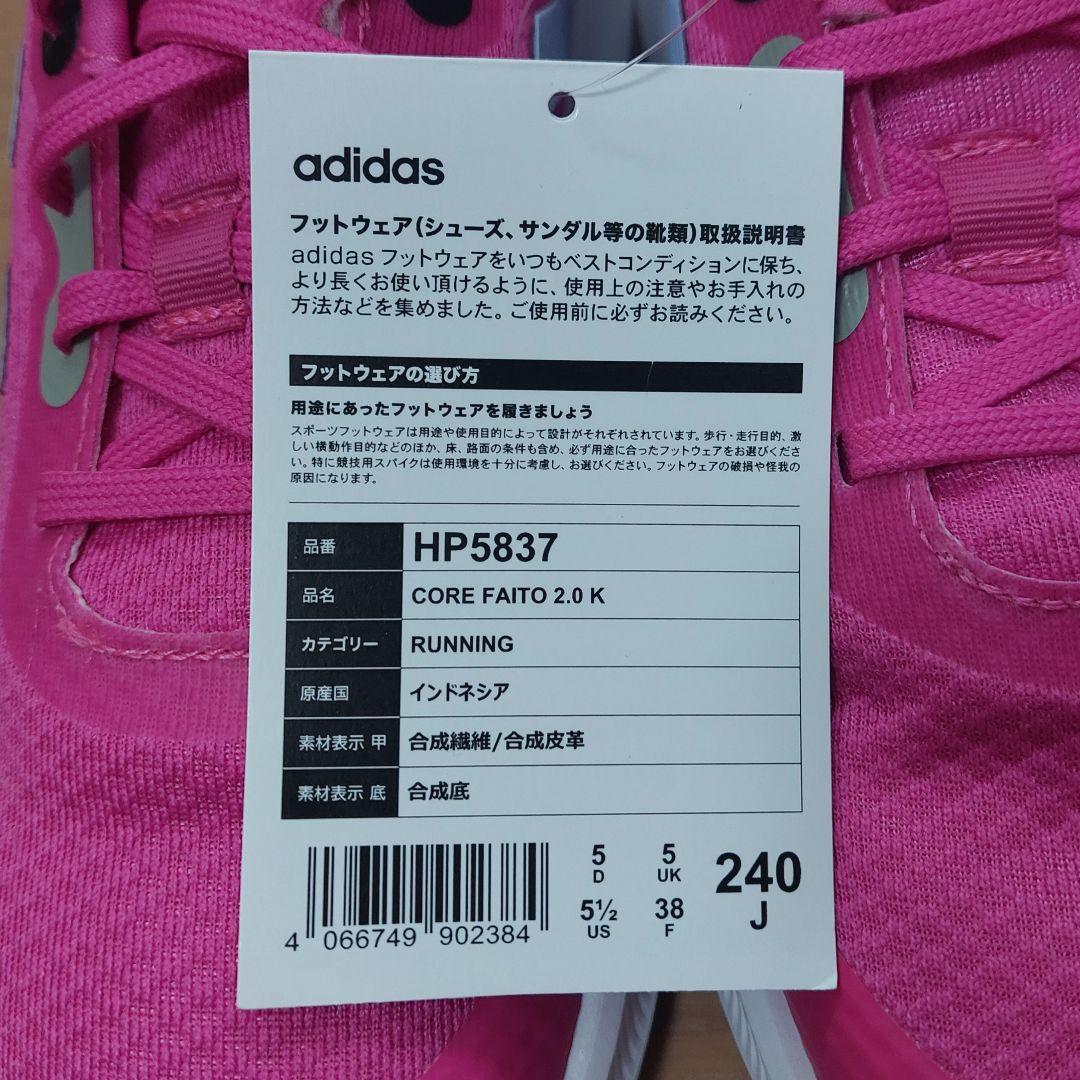 adidas
フットウェア(シューズ、サンダル等の靴類)取扱説明書
adidas フットウェアをいつもベストコンディションに保ち、
より長くお使い頂けるように、使用上の注意やお手入れの
方法などを集めました。ご使用前に必ずお読みください。
フットウェアの選び方
用途にあったフットウェアを履きましょう
スポーツフットウェアは用途や使用目的によって設計がそれぞれされています。歩行・走行目的、激
しい横動作目的などのほか、床、路面の条件も含め、必ず用途に合ったフットウェアをお選びくださ
い。特に競技用スパイクは使用環境を十分に考慮し、お選びください。フットウェアの破損や怪我の
原因になります。
品番 HP5837
品名 CORE FAITO 2.0 K
カテゴリー RUNNING
原産国 インドネシア
素材表示 甲 合成繊維/合成皮革
素材表示 底 合成底
5 5 240
D UK
5½ 38 J
US F
4 066749 902384